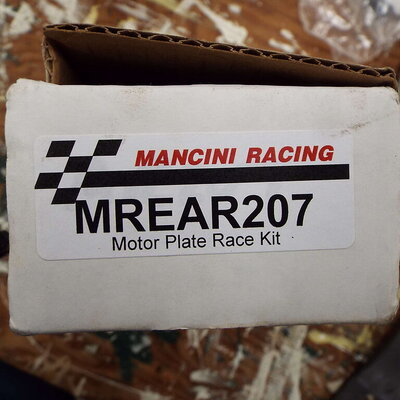 MANCINI RACING
MREAR207
Motor Plate Race Kit